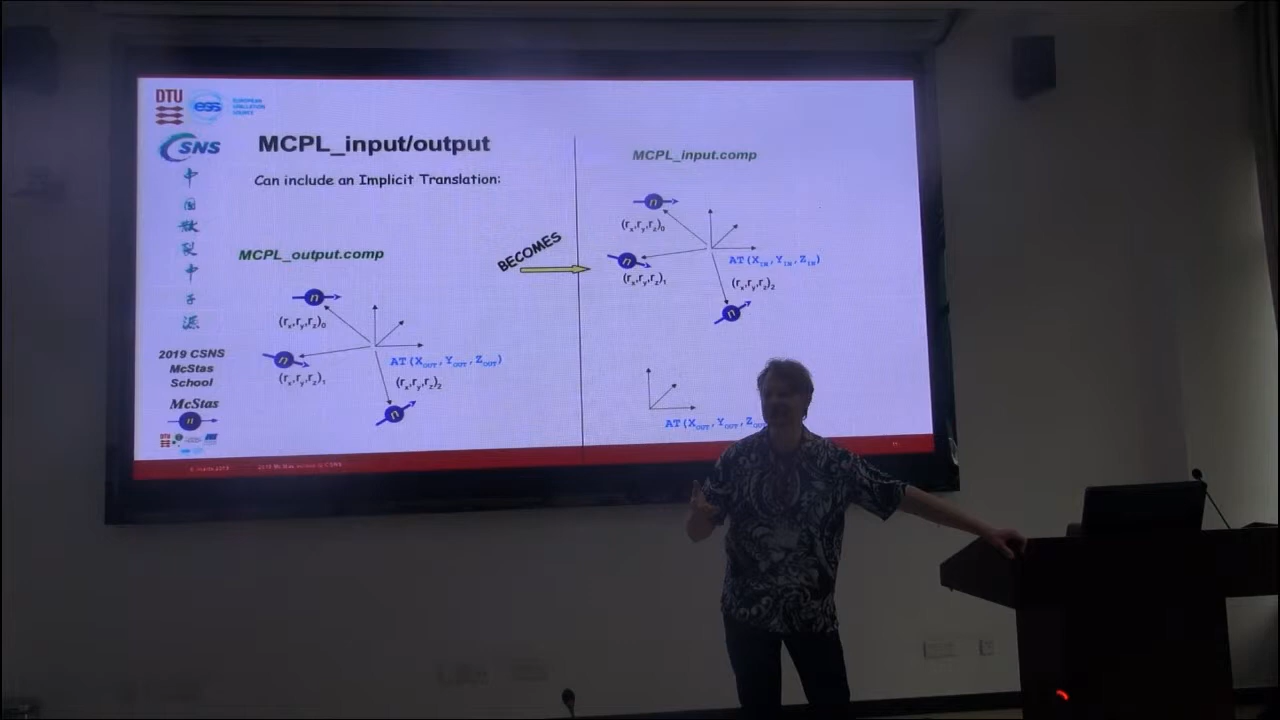 DTU
ess
EUROPEAN
SPALLATION
SOURCE
CSNS
中
国
散
裂
中
子
源
2019 CSNS
McStas
School
McStas
n
MCPL_input/output
Can include an Implicit Translation:
MCPL_output.comp
n
(rx,ry,rz)0
n
(rx,ry,rz)1
AT(XOUT,YOUT,ZOUT)
(rx,ry,rz)2
n
BECOMES
MCPL_input.comp
n
(rx,ry,rz)0
n
(rx,ry,rz)1
AT(XIN,YIN,ZIN)
(rx,ry,rz)2
n
AT(XOUT,YOUT,ZOU